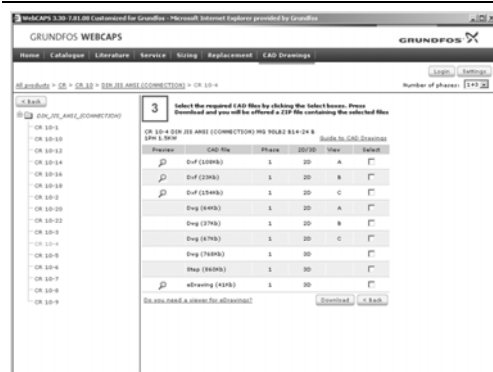 WebCAPS 3.30-7.01.08 Customized for Grundfos - Microsoft Internet Explorer provided by Grundfos
GRUNDFOS WEBCAPS
GRUNDFOS
Home Catalogue Literature Service Sizing Replacement CAD Drawings
Login Settings
All products > CR > CR 10 > DIN JIS ANSI (CONNECTION) > CR 10-4
Number of phases: 1+3
< Back
DIN_JIS_ANSI_(CONNECTION)
CR 10-1
CR 10-10
CR 10-12
CR 10-14
CR 10-16
CR 10-18
CR 10-2
CR 10-20
CR 10-22
CR 10-3
CR 10-4
CR 10-5
CR 10-6
CR 10-7
CR 10-8
CR 10-9
3
Select the required CAD files by clicking the Select boxes. Press
Download and you will be offered a ZIP file containing the selected files
CR 10-4 DIN JIS ANSI (CONNECTION) MG 90LB2 B14-24 B
1PH 1.5KW
Guide to CAD Drawings
Preview CAD file Phase 2D/3D View Select
Dxf (108Kb) 1 2D A
Dxf (23Kb) 1 2D B
Dxf (154Kb) 1 2D C
Dwg (64Kb) 1 2D A
Dwg (37Kb) 1 2D B
Dwg (67Kb) 1 2D C
Dwg (768Kb) 1 3D
Step (860Kb) 1 3D
eDrawing (41Kb) 1 3D
Do you need a viewer for eDrawings?
Download < Back